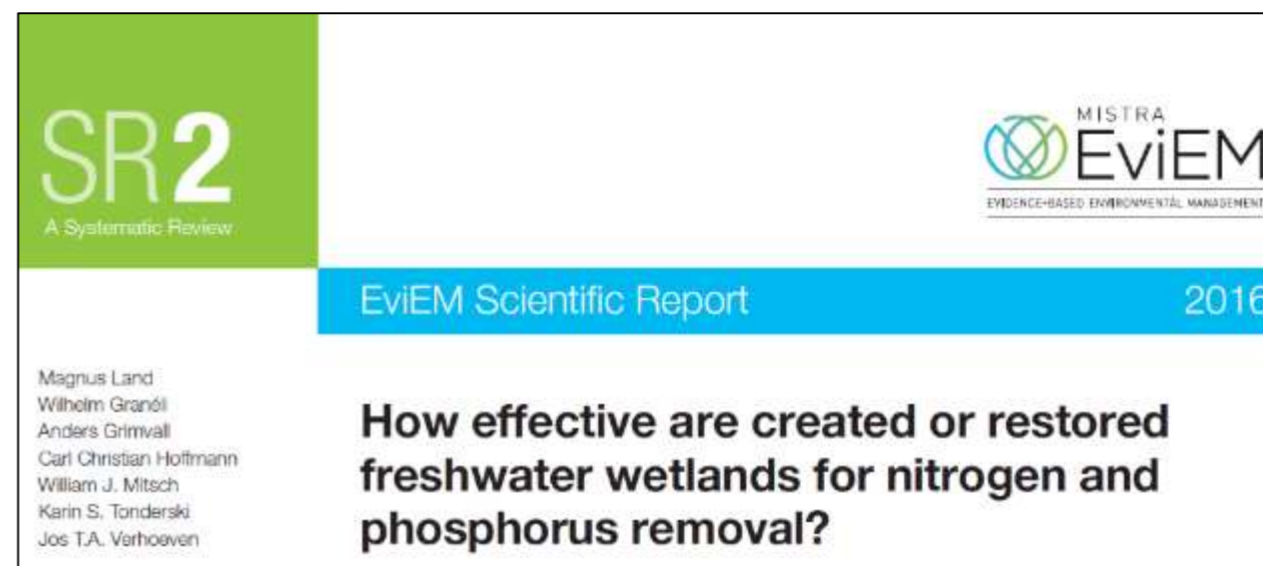 SR2
A Systematic Review
MISTRA
EviEM
EVIDENCE-BASED ENVIRONMENTAL MANAGEMENT
EviEM Scientific Report 2016
Magnus Land
Wilhelm Granéli
Anders Grimvall
Carl Christian Hoffmann
William J. Mitsch
Karin S. Tonderski
Jos T.A. Verhoeven
How effective are created or restored
freshwater wetlands for nitrogen and
phosphorus removal?